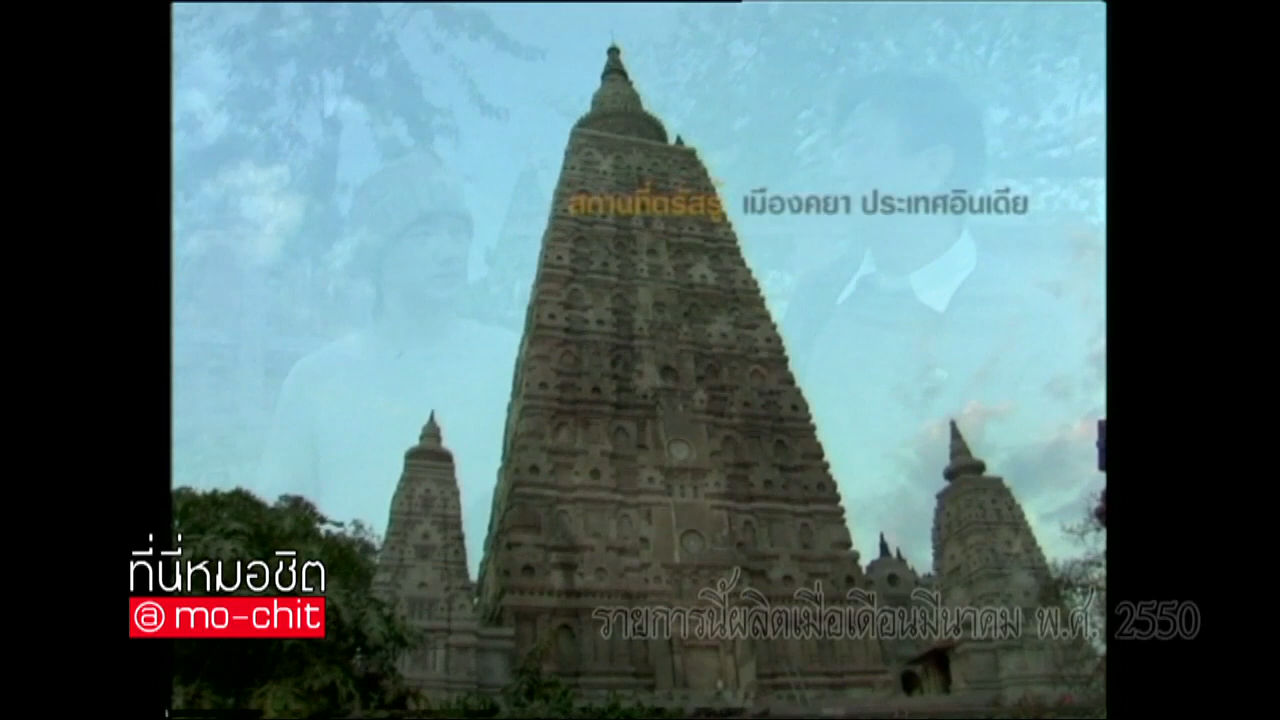 สถานที่ตรัสรู้ เมืองคยา ประเทศอินเดีย
ที่นี่หมอชิต
@ mo-chit
รายการนี้ผลิตเมื่อเดือนมีนาคม พ.ศ 2550